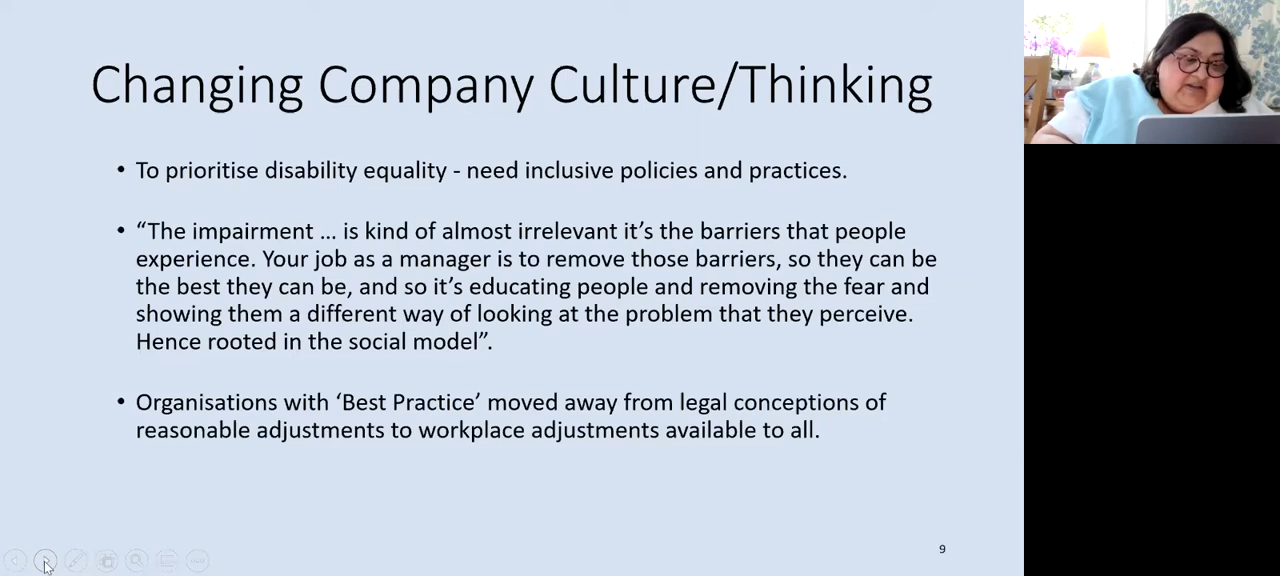 Changing Company Culture/Thinking
• To prioritise disability equality - need inclusive policies and practices.
• “The impairment … is kind of almost irrelevant it’s the barriers that people
experience. Your job as a manager is to remove those barriers, so they can be
the best they can be, and so it’s educating people and removing the fear and
showing them a different way of looking at the problem that they perceive.
Hence rooted in the social model”.
• Organisations with ‘Best Practice’ moved away from legal conceptions of
reasonable adjustments to workplace adjustments available to all.
9